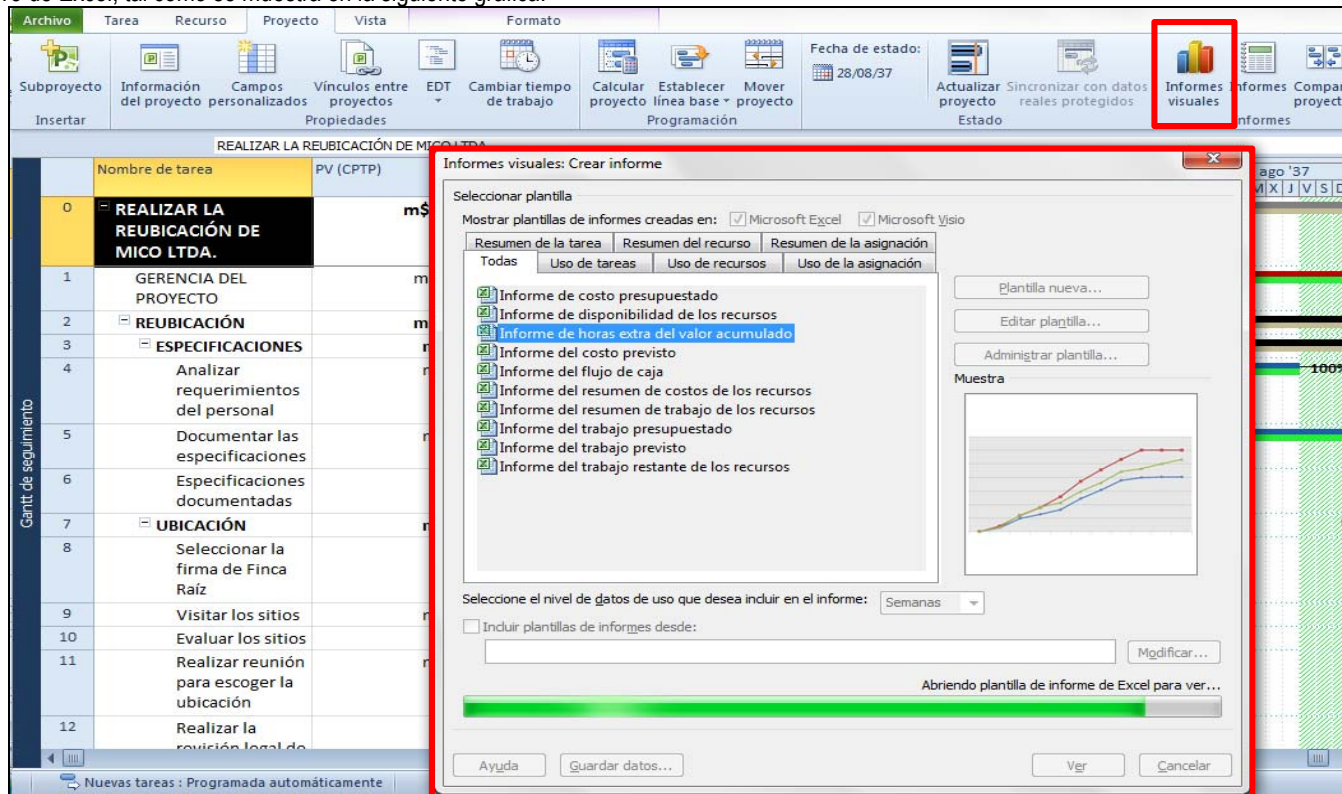 Archivo Tarea Recurso Proyecto Vista Formato
Subproyecto
Información del proyecto
Campos personalizados
Vínculos entre proyectos
EDT
Cambiar tiempo de trabajo
Calcular proyecto
Establecer línea base
Mover proyecto
Fecha de estado:
28/08/37
Actualizar proyecto
Sincronizar con datos reales protegidos
Informes visuales
Informes
Insertar Propiedades Programación Estado Informes
REALIZAR LA REUBICACIÓN DE MICO LTDA
Nombre de tarea PV (CPTP)
ago '37
M X J V S D
0 REALIZAR LA m$
REUBICACIÓN DE
MICO LTDA.
1 GERENCIA DEL
PROYECTO
2 REUBICACIÓN
3 ESPECIFICACIONES
4 Analizar
requerimientos
del personal
5 Documentar las
especificaciones
6 Especificaciones
documentadas
7 UBICACIÓN
8 Seleccionar la
firma de Finca
Raíz
9 Visitar los sitios
10 Evaluar los sitios
11 Realizar reunión
para escoger la
ubicación
12 Realizar la
revisión legal de
Gantt de seguimiento
Nuevas tareas : Programada automáticamente
Informes visuales: Crear informe
Seleccionar plantilla
Mostrar plantillas de informes creadas en: Microsoft Excel Microsoft Visio
Resumen de la tarea Resumen del recurso Resumen de la asignación
Todas Uso de tareas Uso de recursos Uso de la asignación
Informe de costo presupuestado
Informe de disponibilidad de los recursos
Informe de horas extra del valor acumulado
Informe del costo previsto
Informe del flujo de caja
Informe del resumen de costos de los recursos
Informe del resumen de trabajo de los recursos
Informe del trabajo presupuestado
Informe del trabajo previsto
Informe del trabajo restante de los recursos
Plantilla nueva...
Editar plantilla...
Administrar plantilla...
Muestra
Seleccione el nivel de datos de uso que desea incluir en el informe: Semanas
Incluir plantillas de informes desde:
Modificar...
Abriendo plantilla de informe de Excel para ver...
Ayuda Guardar datos... Ver Cancelar